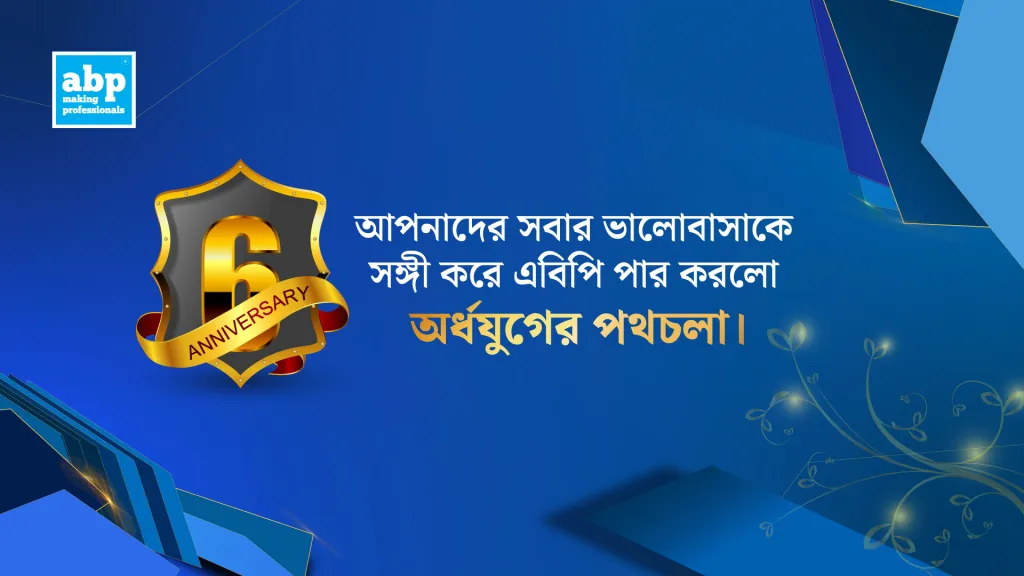 abp
making
professionals
6
ANNIVERSARY
আপনাদের সবার ভালোবাসাকে
সঙ্গী করে এবিপি পার করলো
অর্ধযুগের পথচলা।